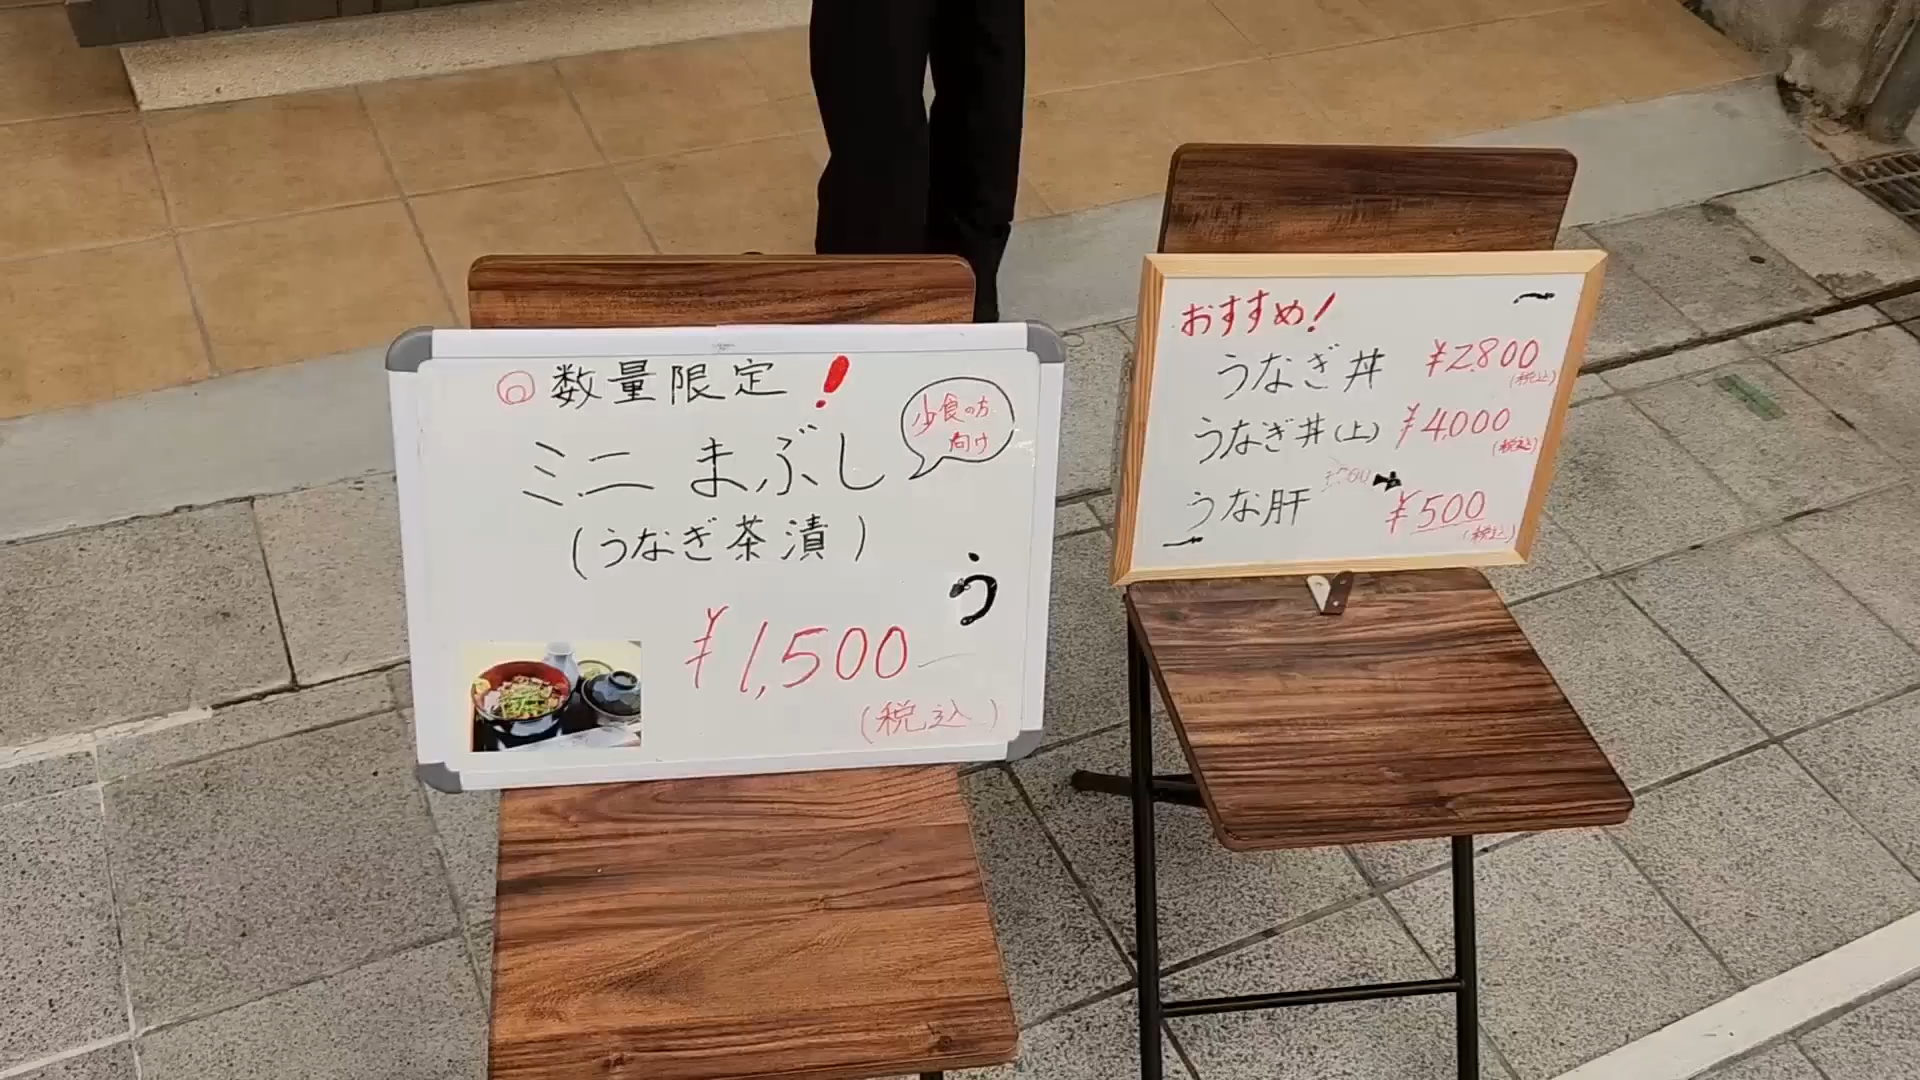 ◎数量限定!
少食の方
向け
ミニまぶし
(うなぎ茶漬)
う
¥1,500
(税込)
おすすめ!
うなぎ丼 ¥2,800
(税込)
うなぎ丼(上) ¥4,000
(税込)
うな肝 ¥500
(税込)